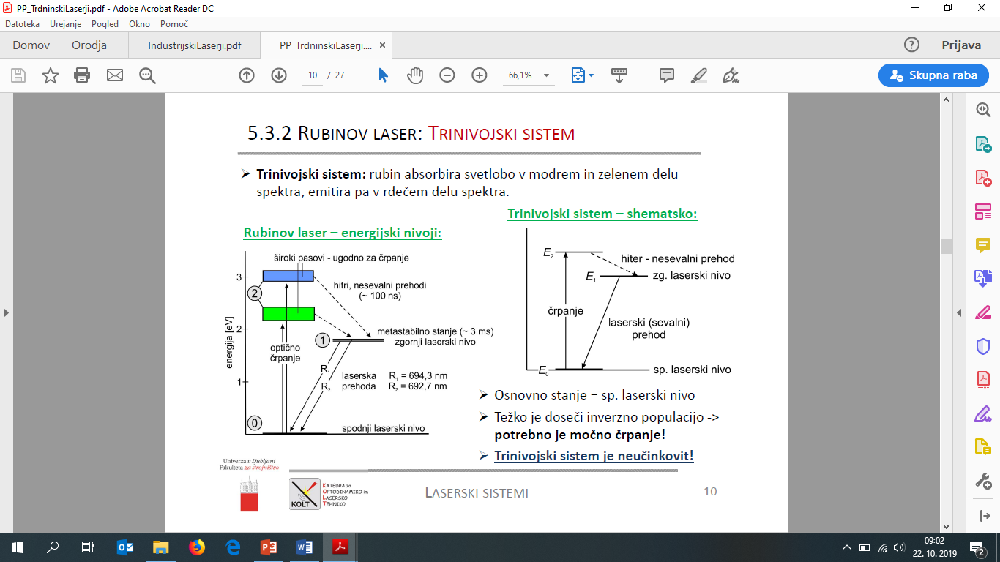 PP_TrdninskiLaserji.pdf - Adobe Acrobat Reader DC
Datoteka Urejanje Pogled Okno Pomoč
Domov Orodja IndustrijskiLaserji.pdf PP_TrdninskiLaserji.... × Prijava
10 / 27 66,1% Skupna raba
5.3.2 RUBINOV LASER: TRINIVOJSKI SISTEM
➢ Trinivojski sistem: rubin absorbira svetlobo v modrem in zelenem delu
spektra, emitira pa v rdečem delu spektra.
Rubinov laser – energijski nivoji:
široki pasovi - ugodno za črpanje
energija [eV]
3
2
1
2
hitri, nesevalni prehodi
(~ 100 ns)
1
metastabilno stanje (~ 3 ms)
zgornji laserski nivo
optično
črpanje
R1
R2
laserska R1 = 694,3 nm
prehoda R2 = 692,7 nm
0
spodnji laserski nivo
Trinivojski sistem – shematsko:
E2
hiter - nesevalni prehod
E1 zg. laserski nivo
črpanje
laserski (sevalni)
prehod
E0 sp. laserski nivo
➢ Osnovno stanje = sp. laserski nivo
➢ Težko je doseči inverzno populacijo ->
potrebno je močno črpanje!
➢ Trinivojski sistem je neučinkovit!
Univerza v Ljubljani
Fakulteta za strojništvo
KOLT
KATEDRA za
OPTODINAMIKO in
LASERSKO
TEHNIKO
LASERSKI SISTEMI
10
09:02
22. 10. 2019
2